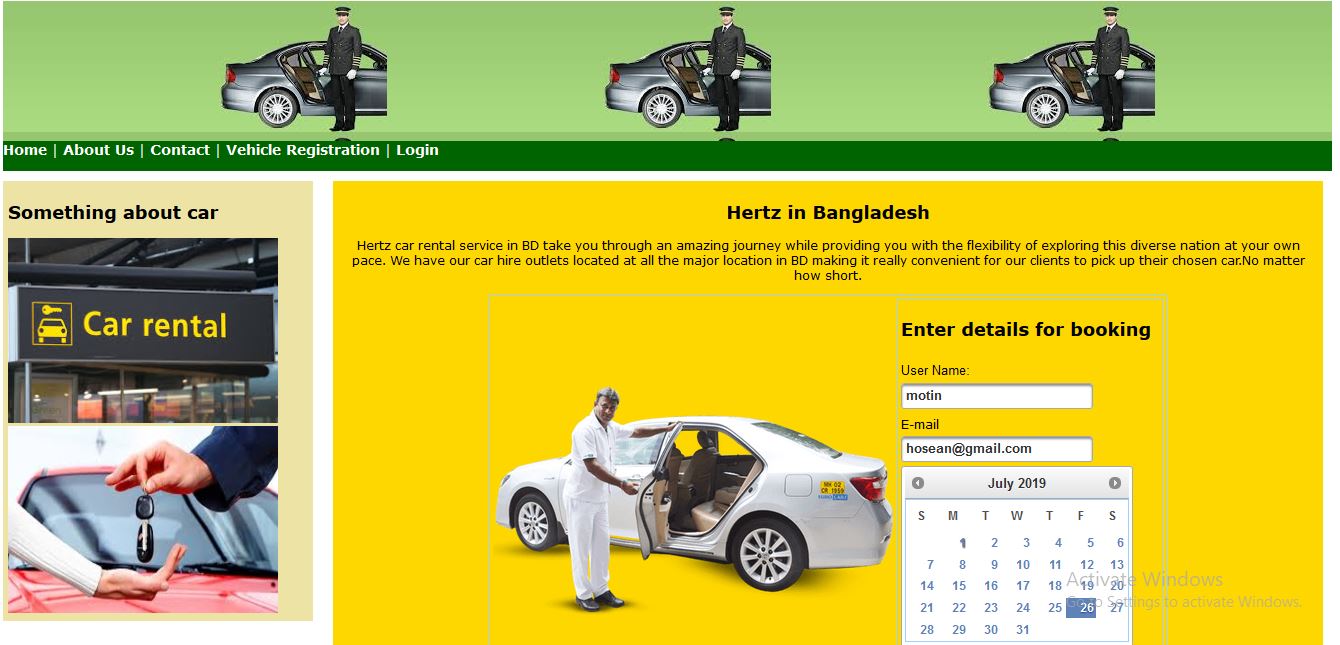 Home | About Us | Contact | Vehicle Registration | Login
Something about car
Car rental
Hertz in Bangladesh
Hertz car rental service in BD take you through an amazing journey while providing you with the flexibility of exploring this diverse nation at your own
pace. We have our car hire outlets located at all the major location in BD making it really convenient for our clients to pick up their chosen car.No matter
how short.
Enter details for booking
User Name:
motin
E-mail
hosean@gmail.com
July 2019
S M T W T F S
1 2 3 4 5 6
7 8 9 10 11 12 13
14 15 16 17 18 19 20
21 22 23 24 25 26 27
28 29 30 31
MH 02
CR 1959
Activate Windows
Go to Settings to activate Windows.